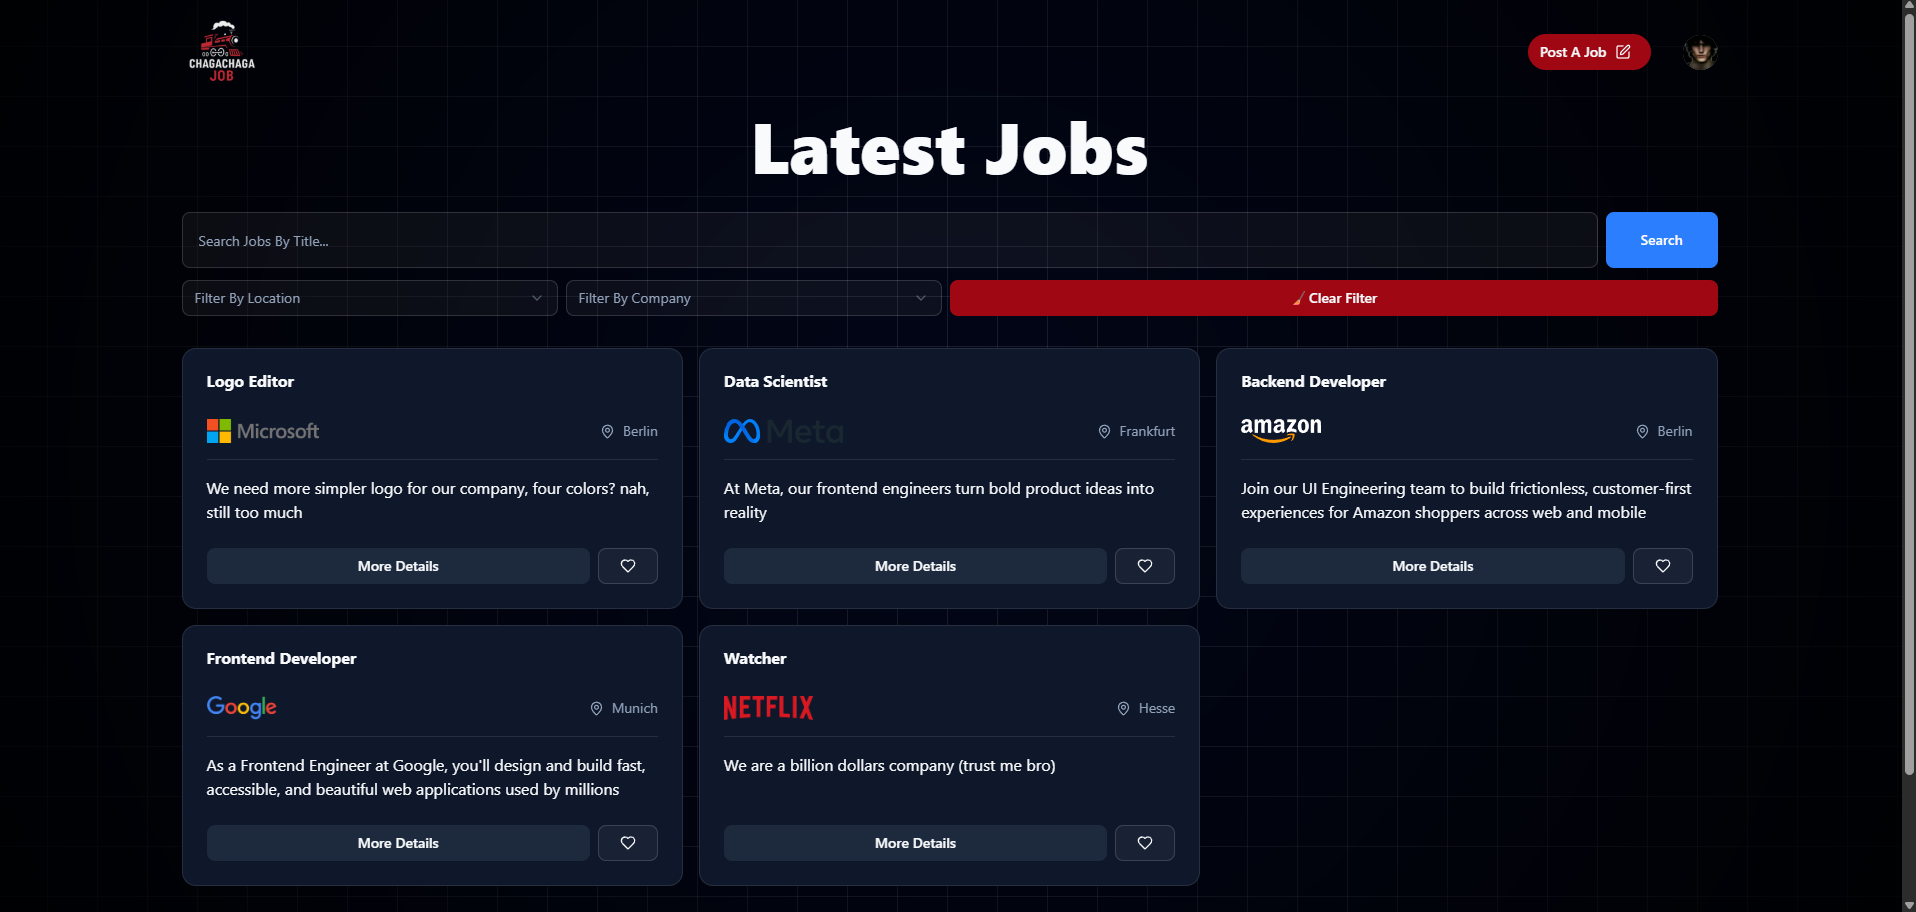 CHAGACHAGA
JOB
Post A Job
Latest Jobs
Search Jobs By Title...
Search
Filter By Location
Filter By Company
Clear Filter
Logo Editor
Microsoft
Berlin
We need more simpler logo for our company, four colors? nah,
still too much
More Details
Data Scientist
Meta
Frankfurt
At Meta, our frontend engineers turn bold product ideas into
reality
More Details
Backend Developer
amazon
Berlin
Join our UI Engineering team to build frictionless, customer-first
experiences for Amazon shoppers across web and mobile
More Details
Frontend Developer
Google
Munich
As a Frontend Engineer at Google, you'll design and build fast,
accessible, and beautiful web applications used by millions
More Details
Watcher
NETFLIX
Hesse
We are a billion dollars company (trust me bro)
More Details